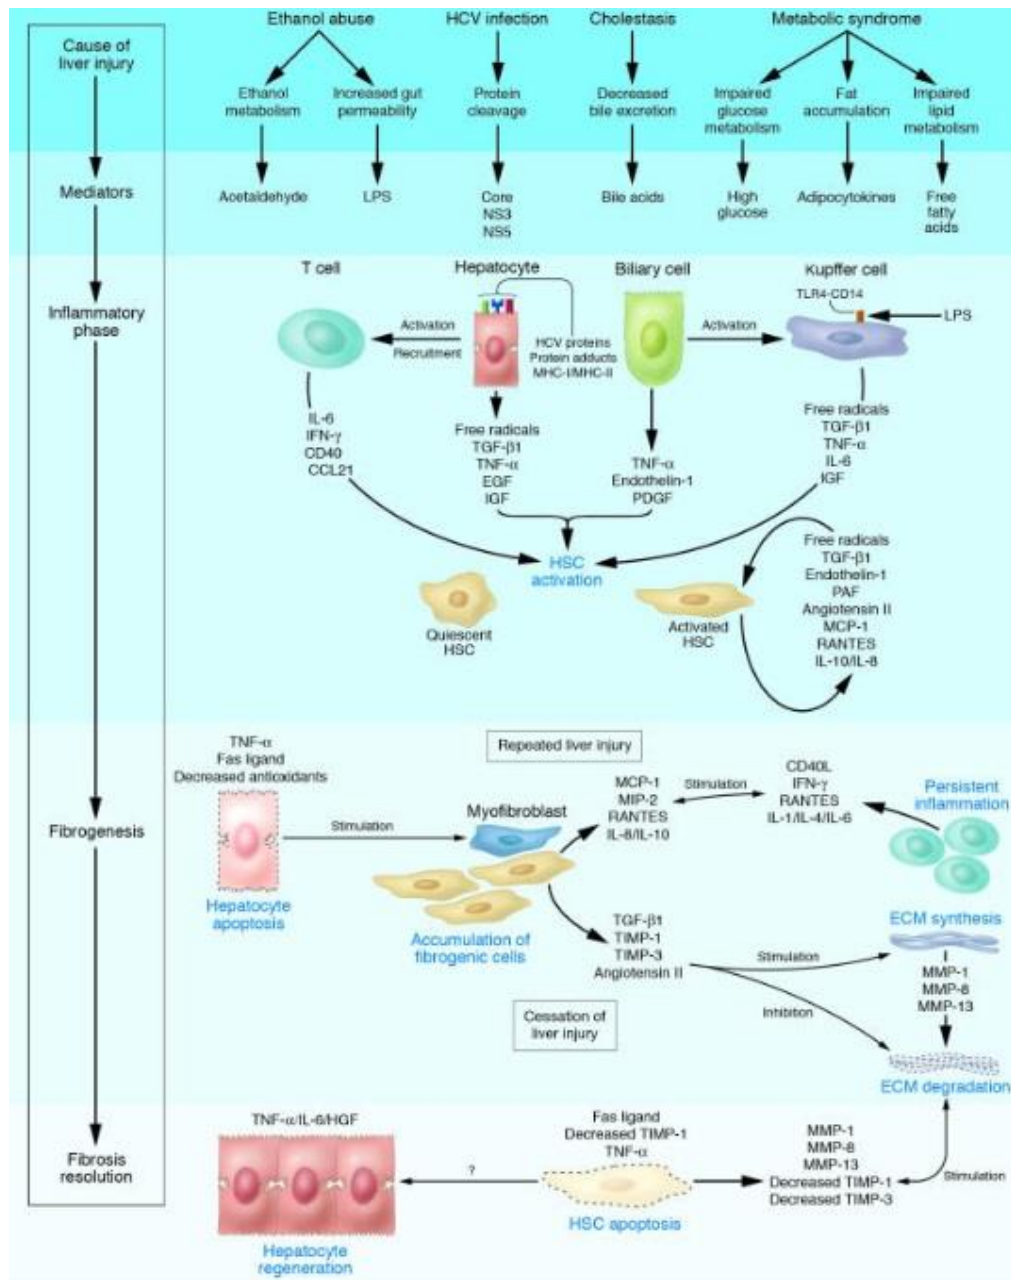 Cause of
liver injury
Mediators
Inflammatory
phase
Fibrogenesis
Fibrosis
resolution
Ethanol abuse
HCV infection
Cholestasis
Metabolic syndrome
Ethanol
metabolism
Increased gut
permeability
Protein
cleavage
Decreased
bile excretion
Impaired
glucose
metabolism
Fat
accumulation
Impaired
lipid
metabolism
Acetaldehyde
LPS
Core
NS3
NS5
Bile acids
High
glucose
Adipocytokines
Free
fatty
acids
T cell
Hepatocyte
Biliary cell
Kupffer cell
TLR4-CD14
LPS
Activation
Recruitment
HCV proteins
Protein adducts
MHC-I/MHC-II
Activation
IL-6
IFN-γ
CD40
CCL21
Free radicals
TGF-β1
TNF-α
EGF
IGF
TNF-α
Endothelin-1
PDGF
Free radicals
TGF-β1
TNF-α
IL-6
IGF
HSC
activation
Quiescent
HSC
Activated
HSC
Free radicals
TGF-β1
Endothelin-1
PAF
Angiotensin II
MCP-1
RANTES
IL-10/IL-8
TNF-α
Fas ligand
Decreased antioxidants
Repeated liver injury
Stimulation
Hepatocyte
apoptosis
Myofibroblast
Accumulation of
fibrogenic cells
MCP-1
MIP-2
RANTES
IL-8/IL-10
Stimulation
CD40L
IFN-γ
RANTES
IL-1/IL-4/IL-6
Persistent
inflammation
TGF-β1
TIMP-1
TIMP-3
Angiotensin II
Stimulation
Inhibition
ECM synthesis
MMP-1
MMP-8
MMP-13
ECM degradation
Cessation of
liver injury
TNF-α/IL-6/HGF
Hepatocyte
regeneration
?
Fas ligand
Decreased TIMP-1
TNF-α
HSC apoptosis
MMP-1
MMP-8
MMP-13
Decreased TIMP-1
Decreased TIMP-3
Stimulation